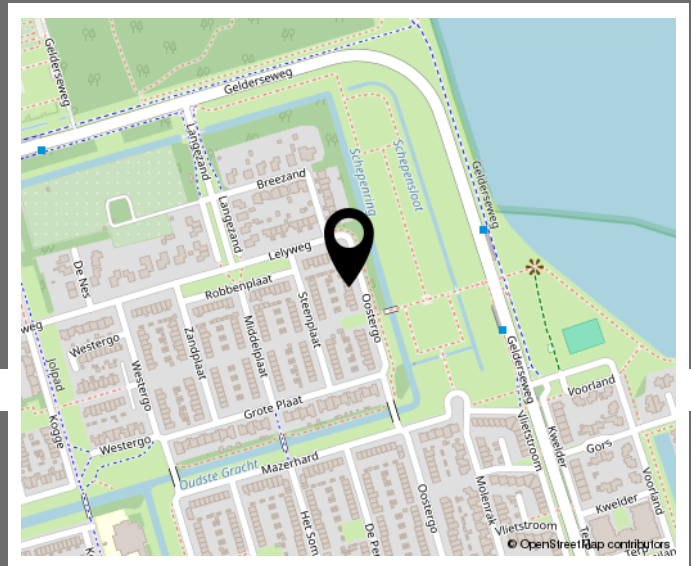 Gelderseweg
Gelderseweg
Langezand
Breezand
Schepenring
Schepensloot
Gelderseweg
Langezand
Lelyweg
De Nes
Robbenplaat
Steenplaat
Oostergo
weg
Westergo
Zandplaat
Middelplaat
Jolpad
Westergo
Gelderseweg
Voorland
Grote Plaat
Kogge
Westergo
Vlietstroom
Kwelder
Gors
Oudste Gracht
Mazerhard
Molenrak
Oostergo
Voorland
Kwelder
Het Som
De Pe
Vlietstroom
Terp
© OpenStreetMap contributors